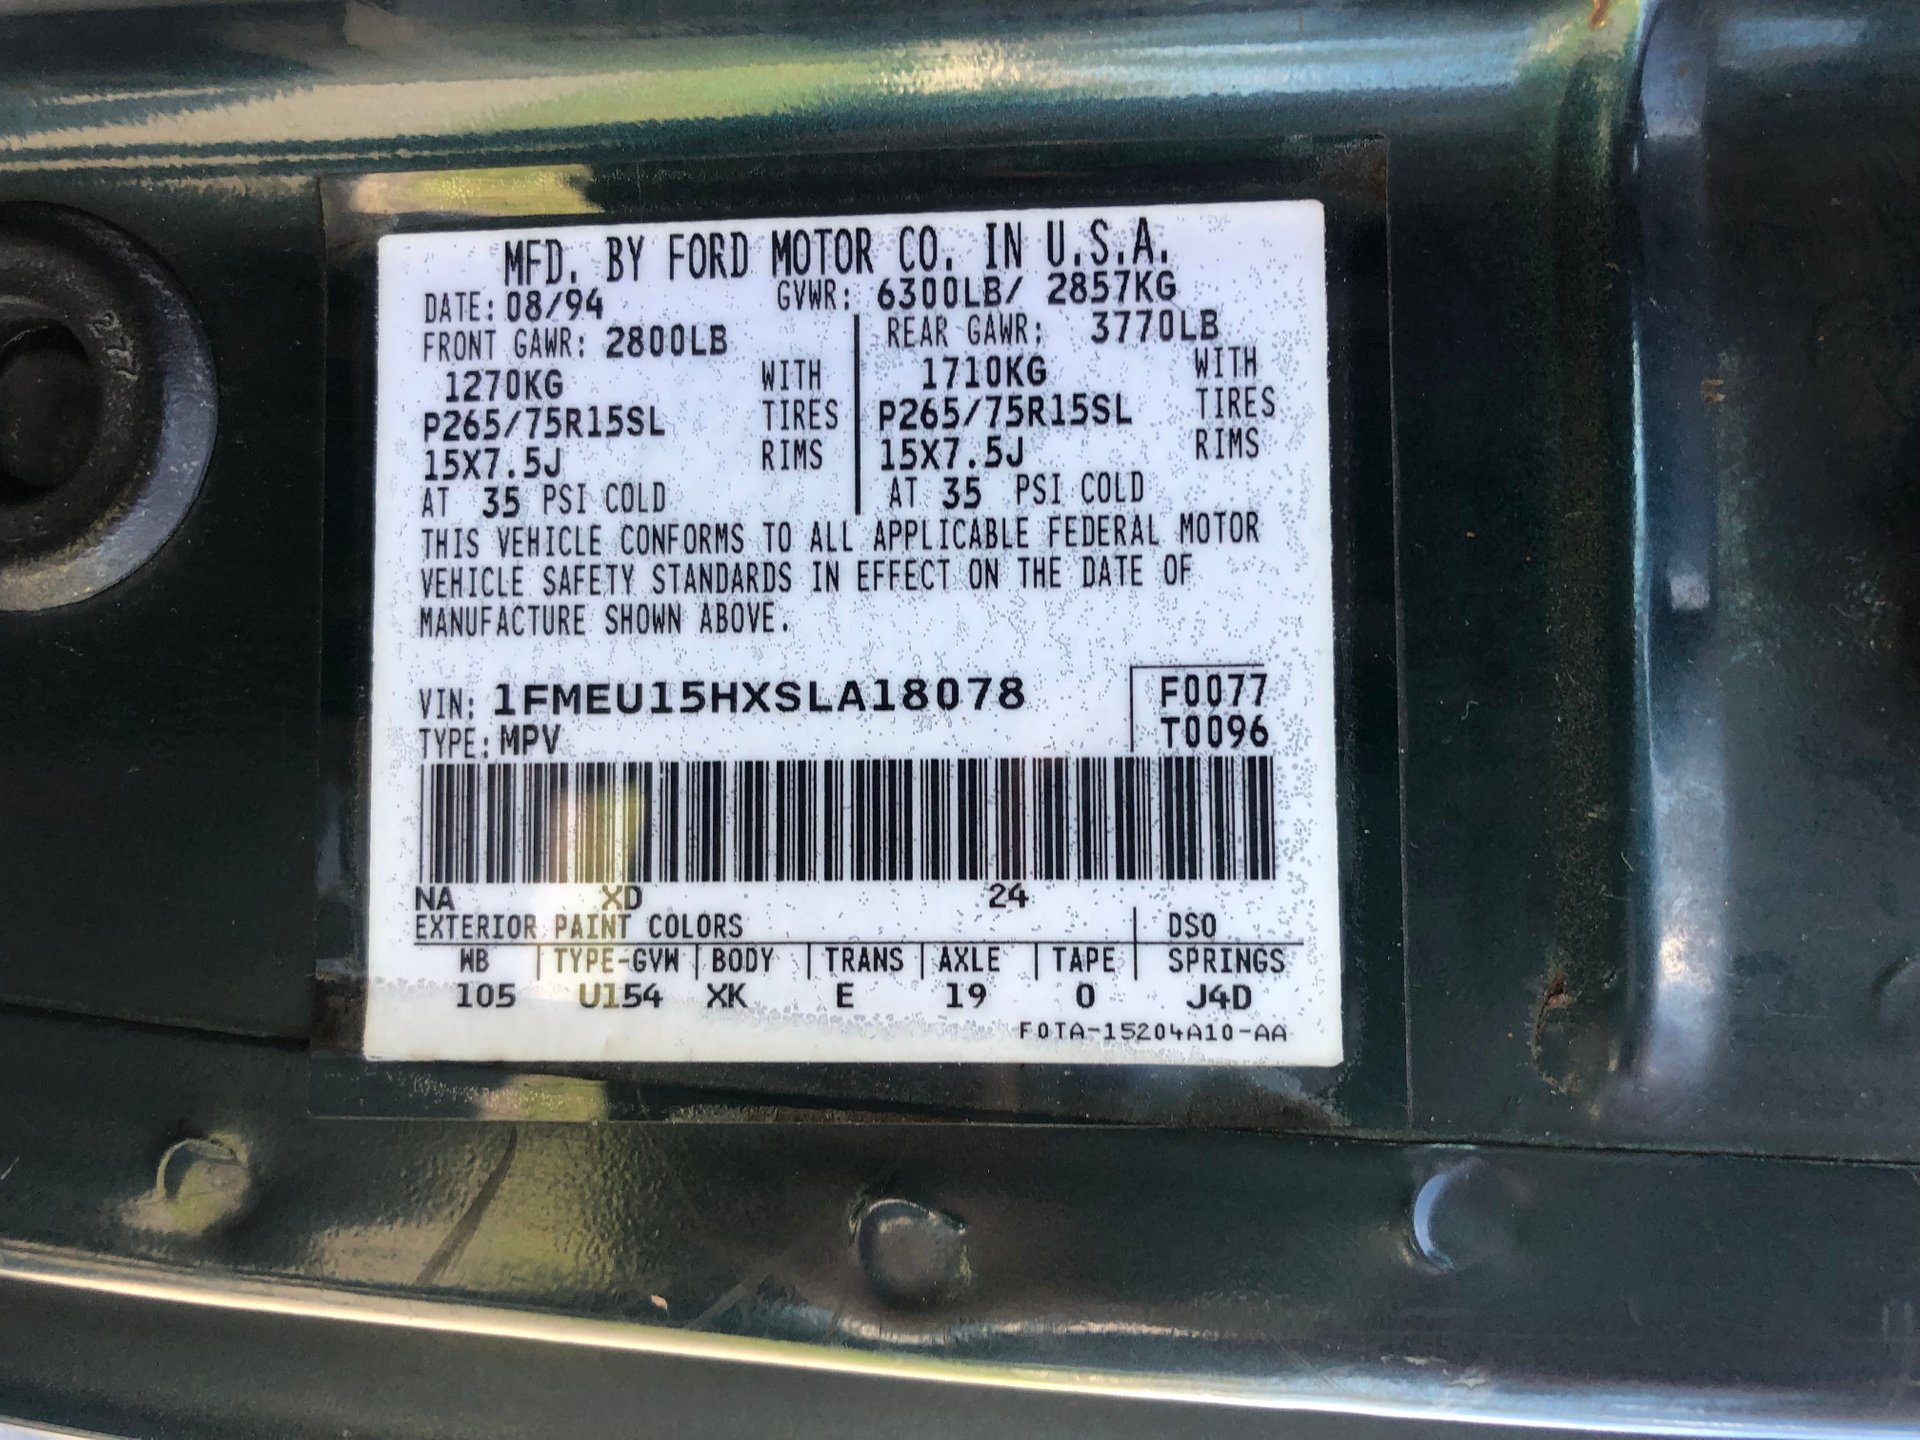 MFD. BY FORD MOTOR CO. IN U.S.A.
DATE: 08/94 GVWR: 6300LB/ 2857KG
FRONT GAWR: 2800LB REAR GAWR: 3770LB
1270KG WITH 1710KG WITH
P265/75R15SL TIRES P265/75R15SL TIRES
15X7.5J RIMS 15X7.5J RIMS
AT 35 PSI COLD AT 35 PSI COLD
THIS VEHICLE CONFORMS TO ALL APPLICABLE FEDERAL MOTOR
VEHICLE SAFETY STANDARDS IN EFFECT ON THE DATE OF
MANUFACTURE SHOWN ABOVE.
VIN: 1FMEU15HXSLA18078 F0077
TYPE: MPV T0096
NA XD 24
EXTERIOR PAINT COLORS DSO
WB TYPE-GVW BODY TRANS AXLE TAPE SPRINGS
105 U154 XK E 19 0 J4D
F0TA-15204A10-AA